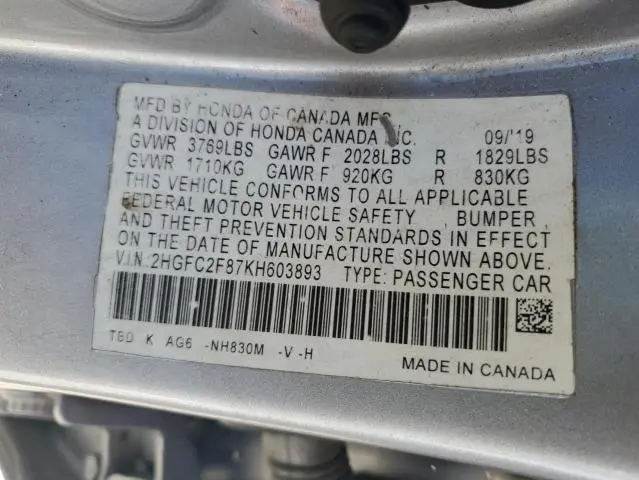 MFD BY HONDA OF CANADA MFG.
A DIVISION OF HONDA CANADA INC. 09/'19
GVWR 3769LBS GAWR F 2028LBS R 1829LBS
GVWR 1710KG GAWR F 920KG R 830KG
THIS VEHICLE CONFORMS TO ALL APPLICABLE
FEDERAL MOTOR VEHICLE SAFETY, BUMPER,
AND THEFT PREVENTION STANDARDS IN EFFECT
ON THE DATE OF MANUFACTURE SHOWN ABOVE.
V.I.N: 2HGFC2F87KH603893 TYPE: PASSENGER CAR
TBD K AG6 -NH830M -V -H
MADE IN CANADA